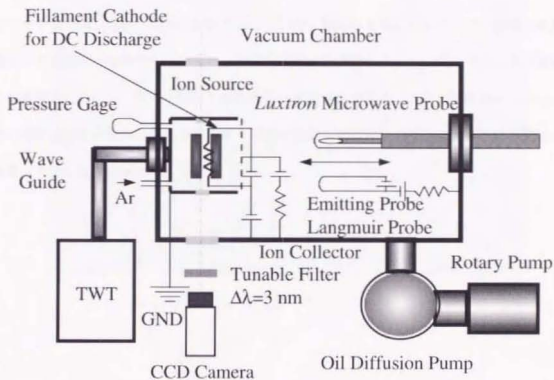 Fillament Cathode
for DC Discharge
Vacuum Chamber
Ion Source
Pressure Gage
Luxtron Microwave Probe
Wave
Guide
Ar
Emitting Probe
Langmuir Probe
Ion Collector
Tunable Filter
Δλ=3 nm
Rotary Pump
TWT
GND
CCD Camera
Oil Diffusion Pump